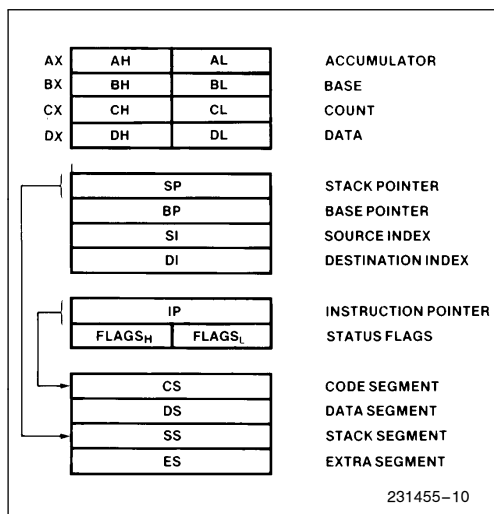 AX AH AL ACCUMULATOR
BX BH BL BASE
CX CH CL COUNT
DX DH DL DATA
SP STACK POINTER
BP BASE POINTER
SI SOURCE INDEX
DI DESTINATION INDEX
IP INSTRUCTION POINTER
FLAGSH FLAGSL STATUS FLAGS
CS CODE SEGMENT
DS DATA SEGMENT
SS STACK SEGMENT
ES EXTRA SEGMENT
231455–10